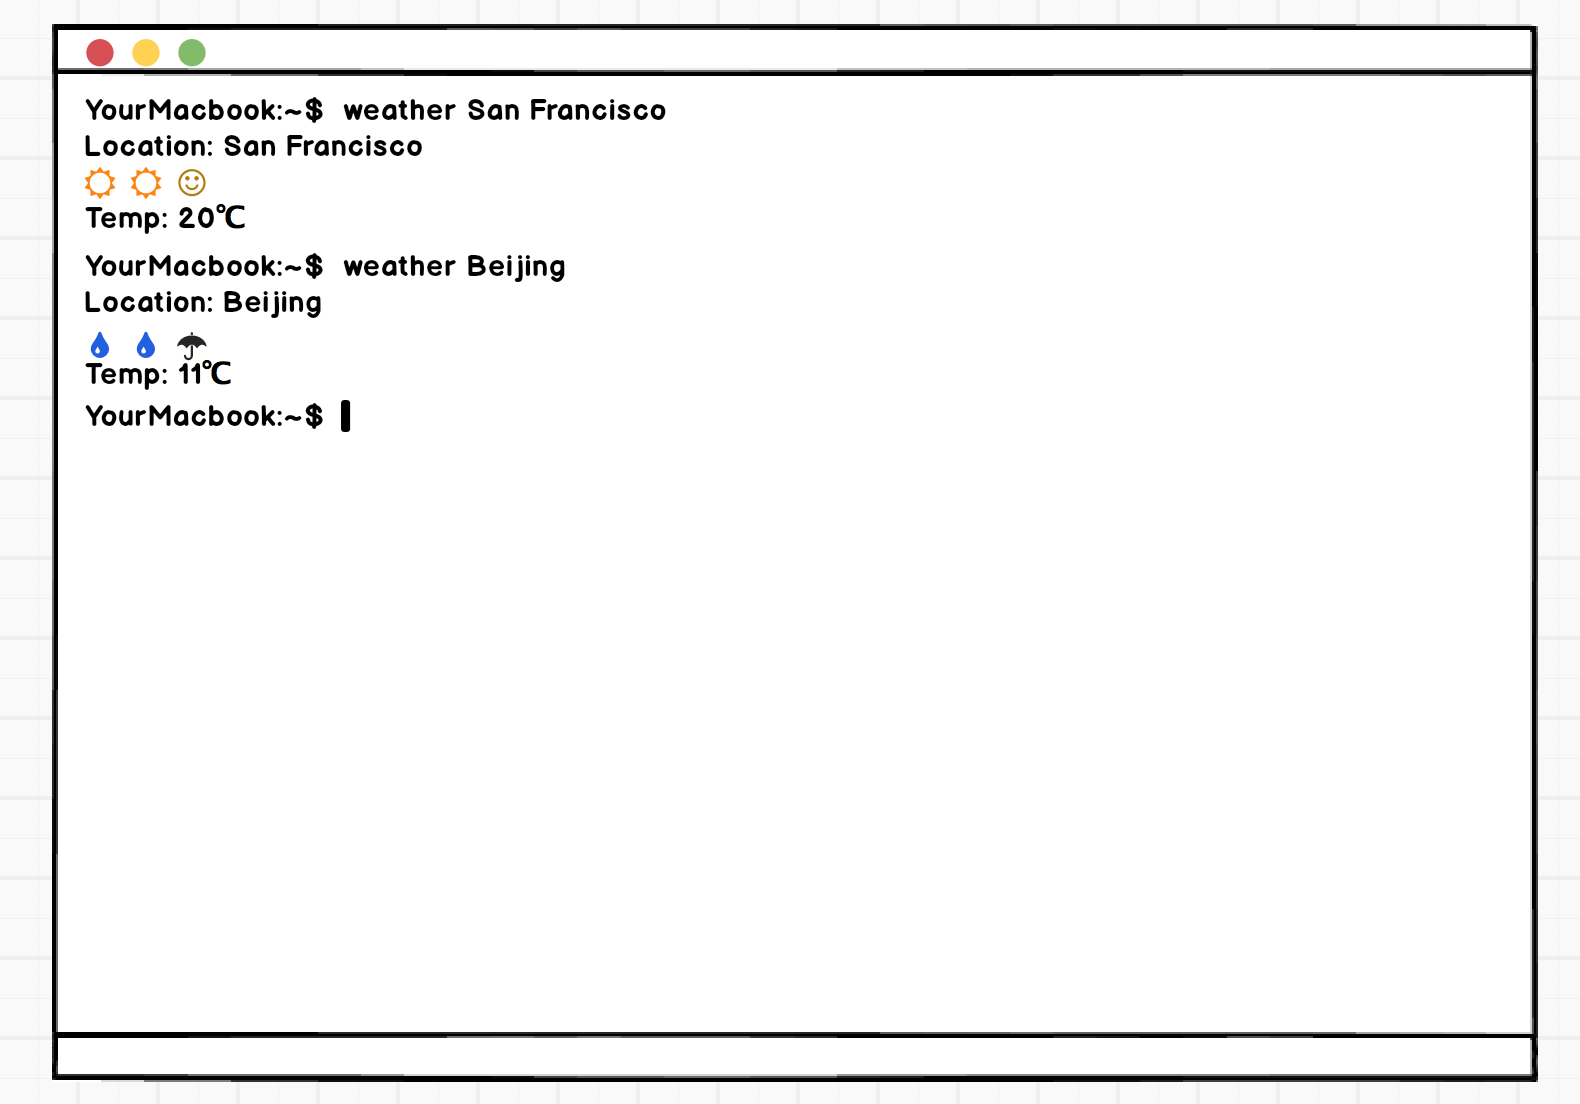 YourMacbook:~$ weather San Francisco
Location: San Francisco
Temp: 20℃
YourMacbook:~$ weather Beijing
Location: Beijing
Temp: 11℃
YourMacbook:~$